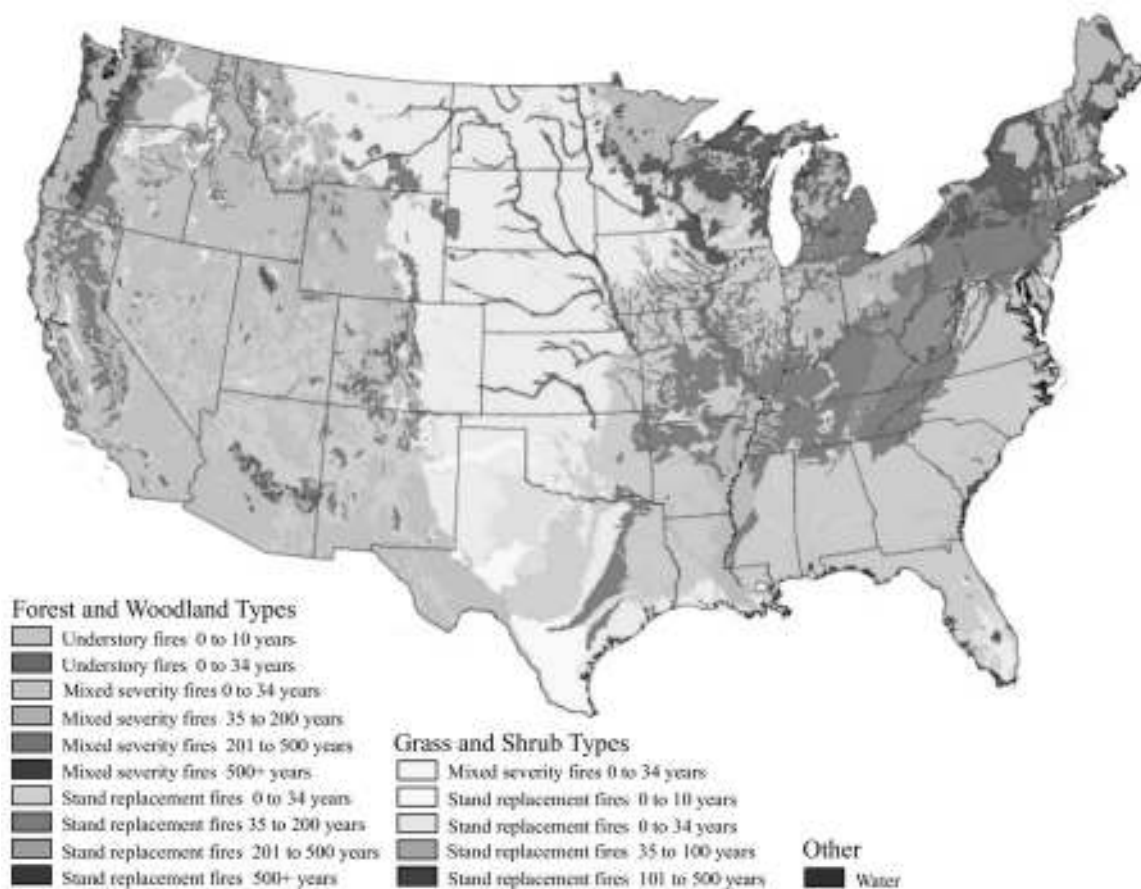 Forest and Woodland Types
Understory fires 0 to 10 years
Understory fires 0 to 34 years
Mixed severity fires 0 to 34 years
Mixed severity fires 35 to 200 years
Mixed severity fires 201 to 500 years
Mixed severity fires 500+ years
Stand replacement fires 0 to 34 years
Stand replacement fires 35 to 200 years
Stand replacement fires 201 to 500 years
Stand replacement fires 500+ years
Grass and Shrub Types
Mixed severity fires 0 to 34 years
Stand replacement fires 0 to 10 years
Stand replacement fires 0 to 34 years
Stand replacement fires 35 to 100 years
Stand replacement fires 101 to 500 years
Other
Water